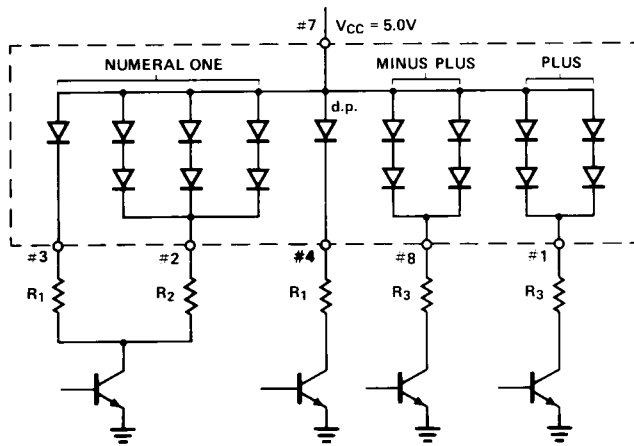 #7 VCC = 5.0V
NUMERAL ONE MINUS PLUS PLUS
d.p.
#3 #2 #4 #8 #1
R1 R2 R1 R3 R3